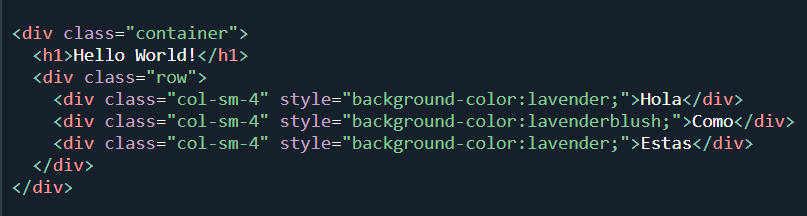 <div class="container">
  <h1>Hello World!</h1>
  <div class="row">
    <div class="col-sm-4" style="background-color:lavender;">Hola</div>
    <div class="col-sm-4" style="background-color:lavenderblush;">Como</div>
    <div class="col-sm-4" style="background-color:lavender;">Estas</div>
  </div>
</div>